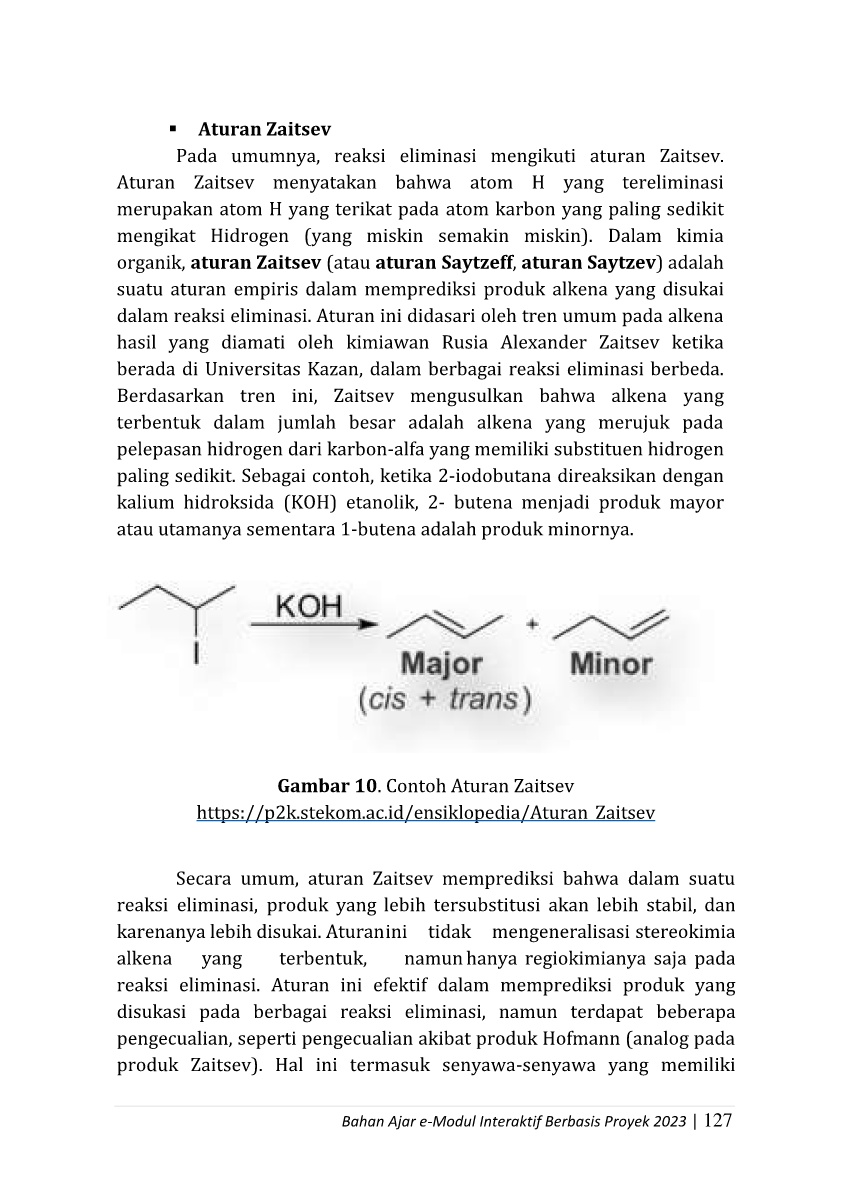 ▪ Aturan Zaitsev
Pada umumnya, reaksi eliminasi mengikuti aturan Zaitsev.
Aturan Zaitsev menyatakan bahwa atom H yang tereliminasi
merupakan atom H yang terikat pada atom karbon yang paling sedikit
mengikat Hidrogen (yang miskin semakin miskin). Dalam kimia
organik, aturan Zaitsev (atau aturan Saytzeff, aturan Saytzev) adalah
suatu aturan empiris dalam memprediksi produk alkena yang disukai
dalam reaksi eliminasi. Aturan ini didasari oleh tren umum pada alkena
hasil yang diamati oleh kimiawan Rusia Alexander Zaitsev ketika
berada di Universitas Kazan, dalam berbagai reaksi eliminasi berbeda.
Berdasarkan tren ini, Zaitsev mengusulkan bahwa alkena yang
terbentuk dalam jumlah besar adalah alkena yang merujuk pada
pelepasan hidrogen dari karbon-alfa yang memiliki substituen hidrogen
paling sedikit. Sebagai contoh, ketika 2-iodobutana direaksikan dengan
kalium hidroksida (KOH) etanolik, 2- butena menjadi produk mayor
atau utamanya sementara 1-butena adalah produk minornya.
KOH
+
I
Major Minor
(cis + trans)
Gambar 10. Contoh Aturan Zaitsev
https://p2k.stekom.ac.id/ensiklopedia/Aturan_Zaitsev
Secara umum, aturan Zaitsev memprediksi bahwa dalam suatu
reaksi eliminasi, produk yang lebih tersubstitusi akan lebih stabil, dan
karenanya lebih disukai. Aturanini tidak mengeneralisasi stereokimia
alkena yang terbentuk, namun hanya regiokimianya saja pada
reaksi eliminasi. Aturan ini efektif dalam memprediksi produk yang
disukasi pada berbagai reaksi eliminasi, namun terdapat beberapa
pengecualian, seperti pengecualian akibat produk Hofmann (analog pada
produk Zaitsev). Hal ini termasuk senyawa-senyawa yang memiliki
Bahan Ajar e-Modul Interaktif Berbasis Proyek 2023 | 127